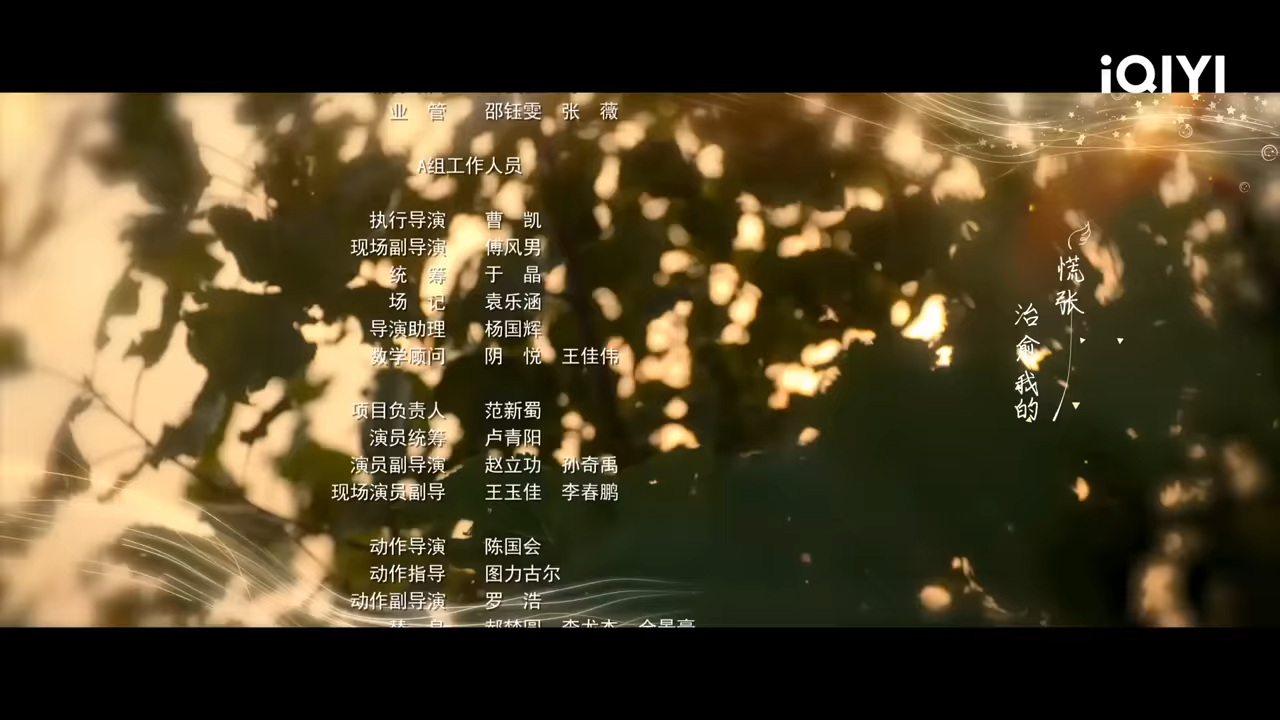 iQIYI
业 管 邵钰雯 张 薇
A组工作人员
执行导演 曹 凯
现场副导演 傅风男
统 筹 于 晶
场 记 袁乐涵
导演助理 杨国辉
数学顾问 阴 悦 王佳伟
项目负责人 范新蜀
演员统筹 卢青阳
演员副导演 赵立功 孙奇禹
现场演员副导 王玉佳 李春鹏
动作导演 陈国会
动作指导 图力古尔
动作副导演 罗 浩
治愈我的
慌张